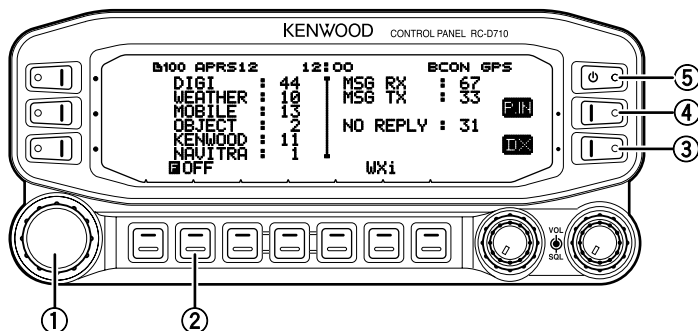 KENWOOD CONTROL PANEL RC-D710
100 APRS12 12:00 BCON GPS
DIGI : 44 MSG RX : 67
WEATHER : 10 MSG TX : 33
MOBILE : 13 P.IN
OBJECT : 2 NO REPLY : 31
KENWOOD : 11 DX
NAVITRA : 1
F OFF WXi
VOL
SQL
⑤
④
③
① ②